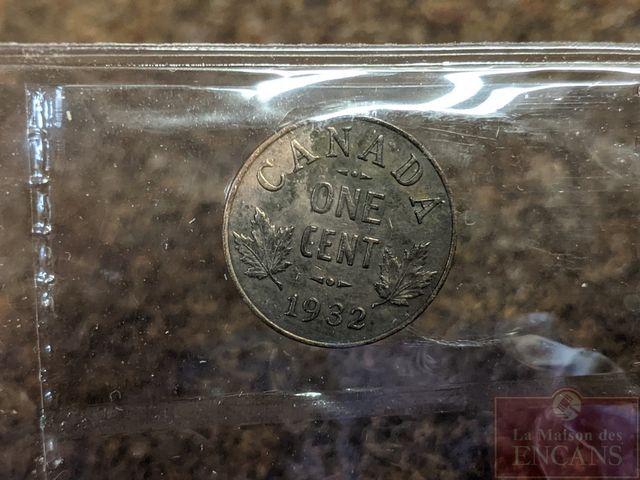 CANADA
ONE
CENT
1932
La Maison des
ENCANS